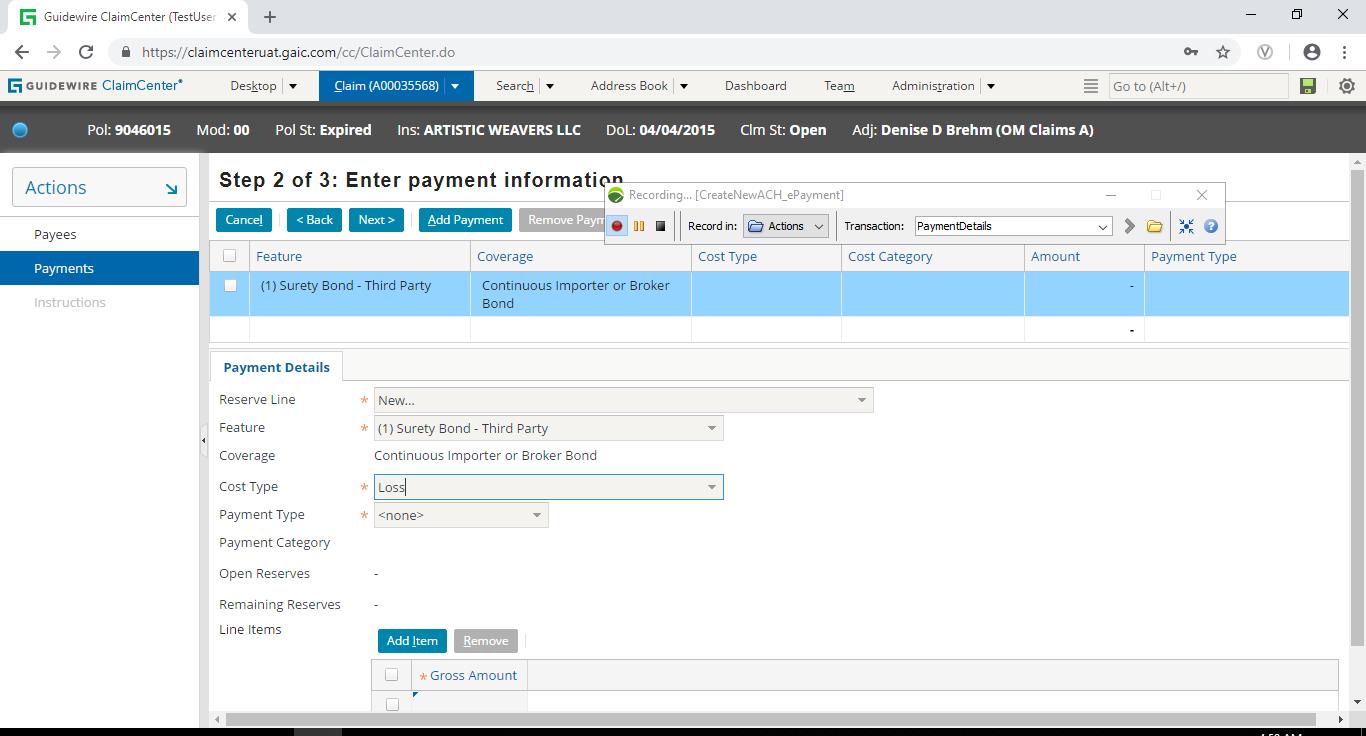 Guidewire ClaimCenter (TestUser
https://claimcenteruat.gaic.com/cc/ClaimCenter.do
GUIDEWIRE ClaimCenter Desktop Claim (A00035568) Search Address Book Dashboard Team Administration Go to (Alt+/)
Pol: 9046015 Mod: 00 Pol St: Expired Ins: ARTISTIC WEAVERS LLC DoL: 04/04/2015 Clm St: Open Adj: Denise D Brehm (OM Claims A)
Actions
Payees
Payments
Instructions
Step 2 of 3: Enter payment information
Recording... [CreateNewACH_ePayment]
Cancel < Back Next > Add Payment Remove Paym
Record in: Actions Transaction: PaymentDetails
Feature Coverage Cost Type Cost Category Amount Payment Type
(1) Surety Bond - Third Party Continuous Importer or Broker -
Bond
-
Payment Details
Reserve Line * New...
Feature * (1) Surety Bond - Third Party
Coverage Continuous Importer or Broker Bond
Cost Type * Loss
Payment Type * <none>
Payment Category
Open Reserves -
Remaining Reserves -
Line Items
Add Item Remove
* Gross Amount